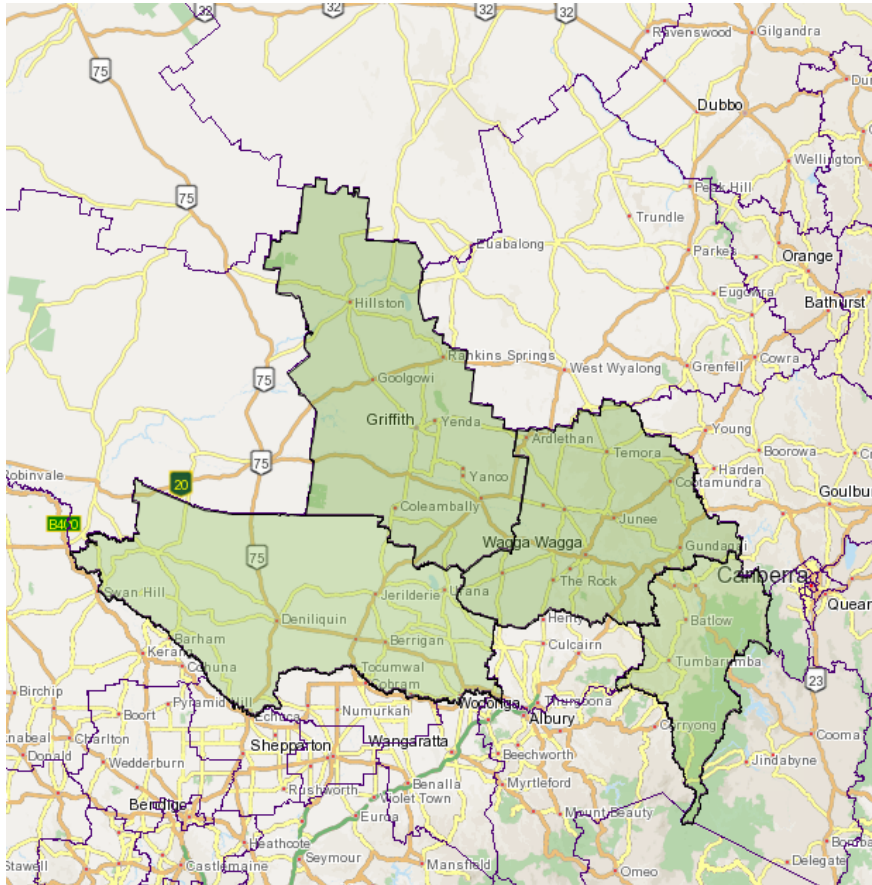 32
32
32
Ravenswood
Gilgandra
75
Dubbo
Wellington
75
Peak Hill
Trundle
Euabalong
Parkes
Orange
Eugowra
Bathurst
Hillston
Rankins Springs
Cowra
75
Goolgowi
West Wyalong
Grenfell
Griffith
Yenda
Young
Ardlethan
Temora
Boorowa
Harden
Robinvale
75
Yanco
Cootamundra
20
Coleambally
Junee
Goulbu
B400
Wagga Wagga
Gundagai
75
Canberra
The Rock
Swan Hill
Jerilderie
Urana
Quean
Deniliquin
Henty
Batlow
Barham
Berrigan
Culcairn
Kerang
Cohuna
Tocumwal
Tumbarumba
Cobram
23
Birchip
Pyramid Hill
Wodonga
Thurgoona
Boort
Echuca
Numurkah
Albury
Corryong
Cooma
Charlton
Shepparton
Wangaratta
Donald
Wedderburn
Beechworth
Jindabyne
Rushworth
Benalla
Myrtleford
Bendigo
Violet Town
Euroa
Mount Beauty
Heathcote
Stawell
Castlemaine
Seymour
Mansfield
Delegate
Omeo